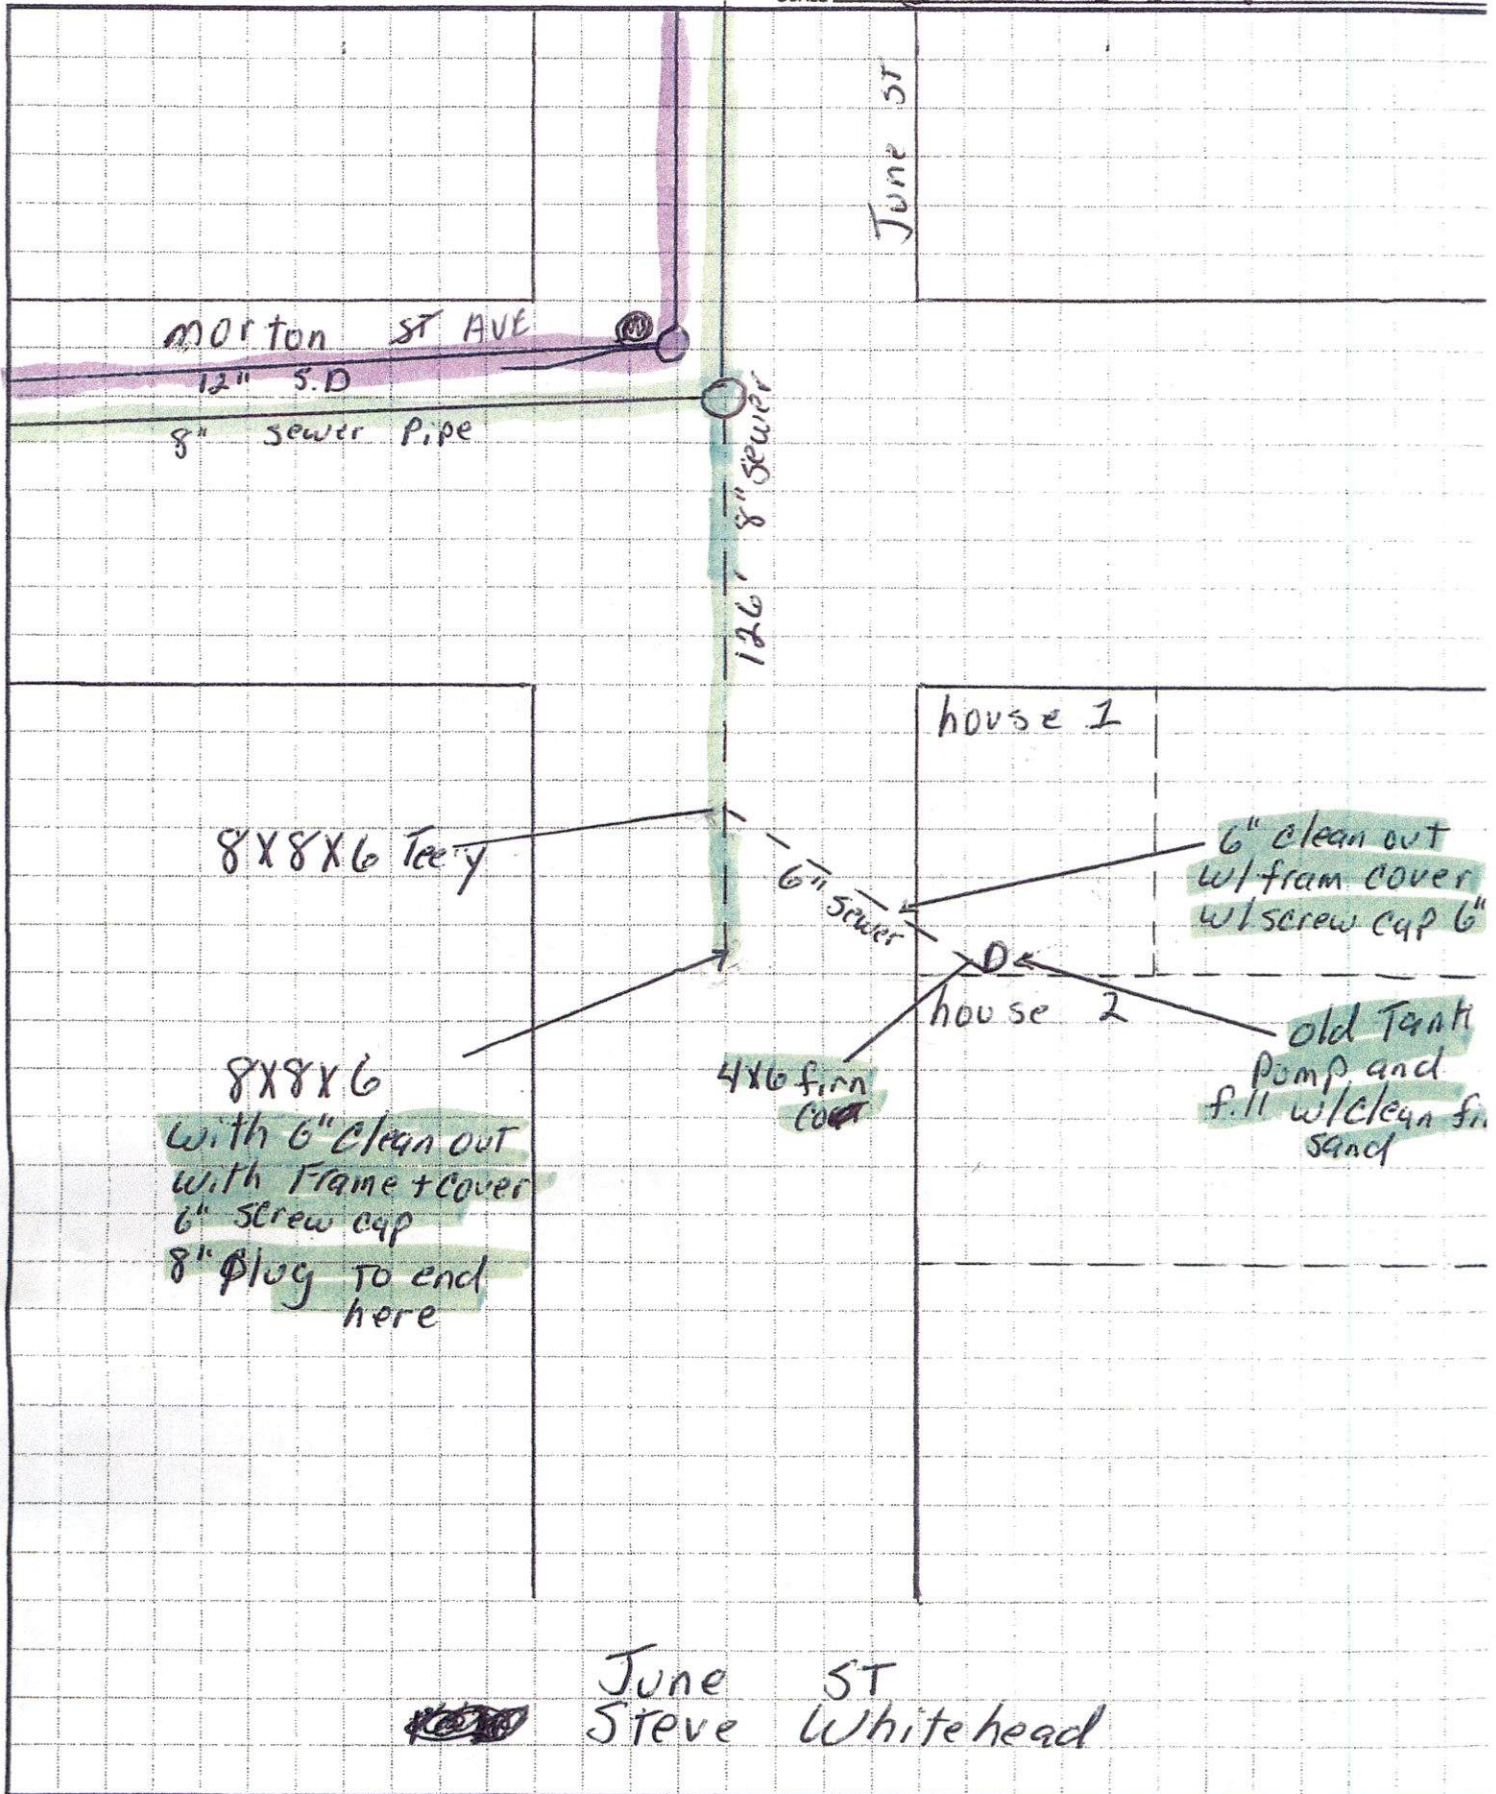 June ST
morton ST AVE
12" S.D
8" sewer Pipe
126' 8" sewer
house 1
8X8X6 Tee y
6" clean out
w/fram cover
w/screw cap 6"
6" sewer
D
house 2
old Tank
Pump and
fill w/clean
sand
8X8X6
with 6" Clean out
with Frame + cover
6" screw cap
8" plug To end
here
4X6 firn
June ST
Steve Whitehead